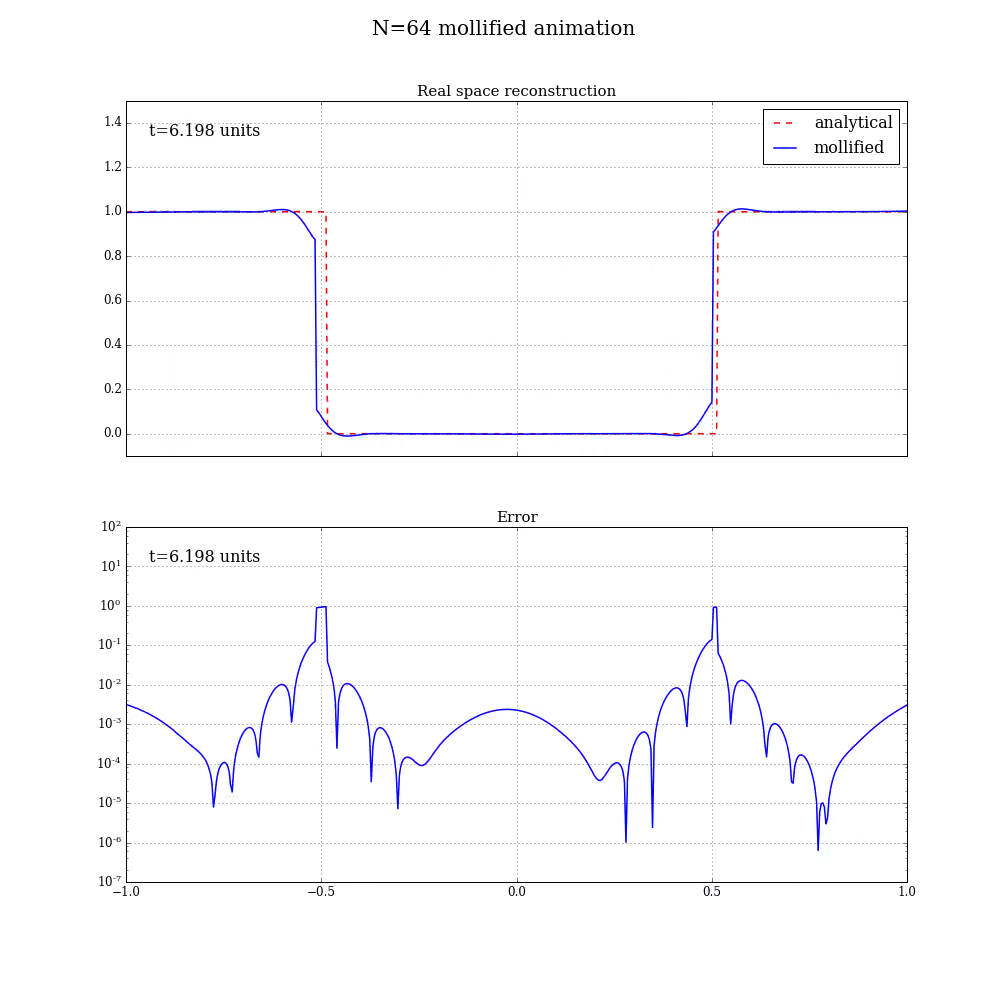 N=64 mollified animation
Real space reconstruction
t=6.198 units
analytical
mollified
1.4
1.2
1.0
0.8
0.6
0.4
0.2
0.0
Error
t=6.198 units
10²
10¹
10⁰
10⁻¹
10⁻²
10⁻³
10⁻⁴
10⁻⁵
10⁻⁶
10⁻⁷
−1.0 −0.5 0.0 0.5 1.0